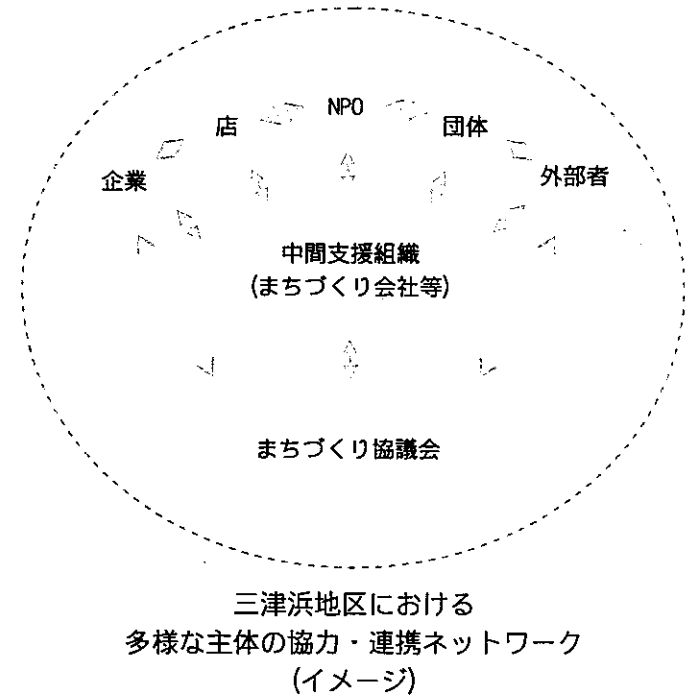 NPO
店
団体
企業
外部者
中間支援組織
(まちづくり会社等)
まちづくり協議会
三津浜地区における
多様な主体の協力・連携ネットワーク
(イメージ)